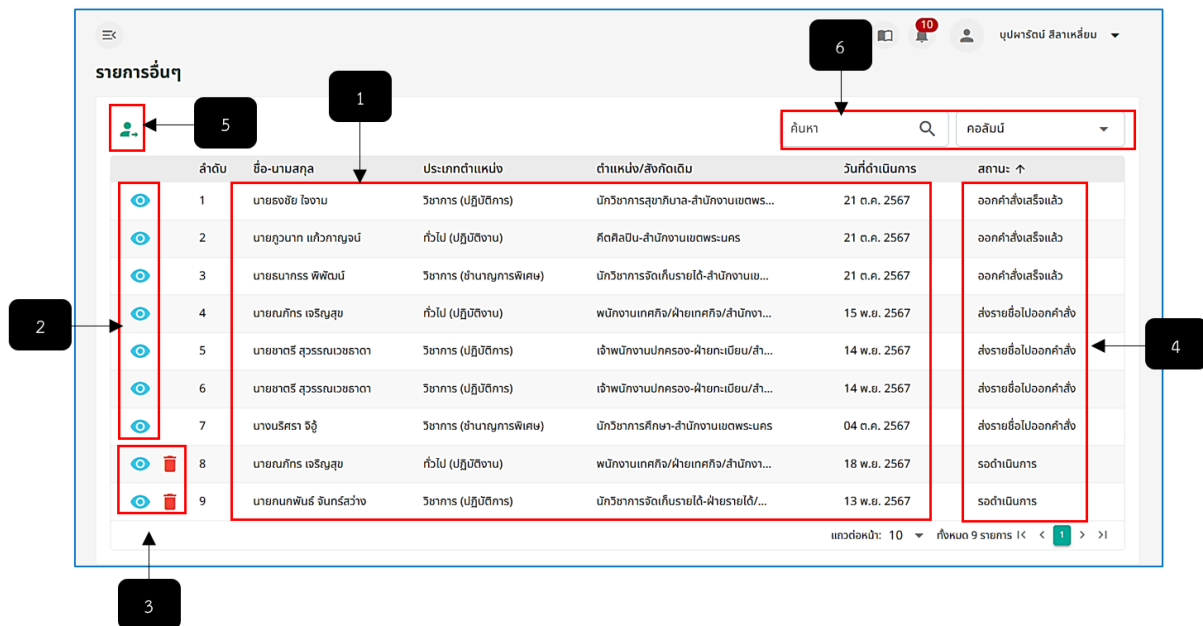 10
บุปผารัตน์ สีลาเหลี่ยม
6
รายการอื่นๆ
1
5
ค้นหา
คอลัมน์
ลำดับ ชื่อ-นามสกุล ประเภทตำแหน่ง ตำแหน่ง/สังกัดเดิม วันที่ดำเนินการ สถานะ ↑
1 นายธงชัย ใจงาม วิชาการ (ปฏิบัติการ) นักวิชาการสุขาภิบาล-สำนักงานเขตพร... 21 ต.ค. 2567 ออกคำสั่งเสร็จแล้ว
2 นายภูวนาท แก้วกาญจน์ ทั่วไป (ปฏิบัติงาน) คีตศิลปิน-สำนักงานเขตพระนคร 21 ต.ค. 2567 ออกคำสั่งเสร็จแล้ว
3 นายธนากรร พิพัฒน์ วิชาการ (ชำนาญการพิเศษ) นักวิชาการจัดเก็บรายได้-สำนักงานเข... 21 ต.ค. 2567 ออกคำสั่งเสร็จแล้ว
4 นายณภัทร เจริญสุข ทั่วไป (ปฏิบัติงาน) พนักงานเทศกิจ/ฝ่ายเทศกิจ/สำนักงา... 15 พ.ย. 2567 ส่งรายชื่อไปออกคำสั่ง
2
4
5 นายชาตรี สุวรรณเวชธาดา วิชาการ (ปฏิบัติการ) เจ้าพนักงานปกครอง-ฝ่ายทะเบียน/สำ... 14 พ.ย. 2567 ส่งรายชื่อไปออกคำสั่ง
6 นายชาตรี สุวรรณเวชธาดา วิชาการ (ปฏิบัติการ) เจ้าพนักงานปกครอง-ฝ่ายทะเบียน/สำ... 14 พ.ย. 2567 ส่งรายชื่อไปออกคำสั่ง
7 นางนริศรา จิอู้ วิชาการ (ชำนาญการพิเศษ) นักวิชาการศึกษา-สำนักงานเขตพระนคร 04 ต.ค. 2567 ส่งรายชื่อไปออกคำสั่ง
8 นายณภัทร เจริญสุข ทั่วไป (ปฏิบัติงาน) พนักงานเทศกิจ/ฝ่ายเทศกิจ/สำนักงา... 18 พ.ย. 2567 รอดำเนินการ
9 นายกนกพันธ์ จันทร์สว่าง วิชาการ (ปฏิบัติการ) นักวิชาการจัดเก็บรายได้-ฝ่ายรายได้/... 13 พ.ย. 2567 รอดำเนินการ
แถวต่อหน้า: 10 ทั้งหมด 9 รายการ 1
3